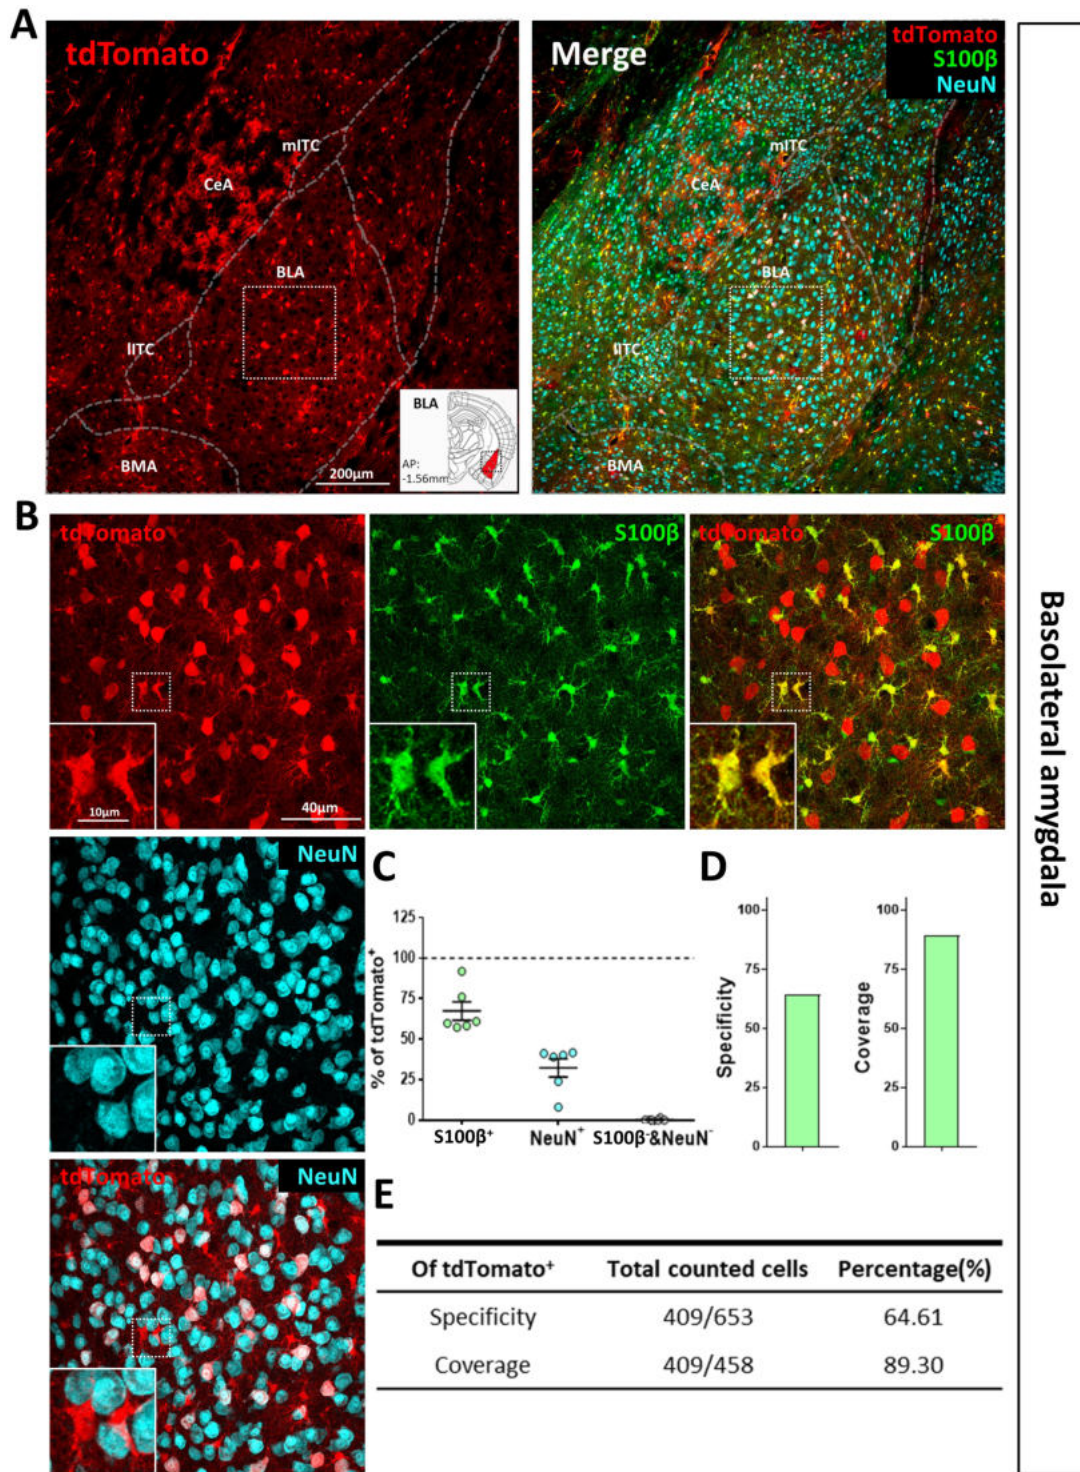 A
tdTomato
mITC
CeA
BLA
lITC
BMA
200μm
BLA
AP:
-1.56mm
Merge
tdTomato
S100β
NeuN
mITC
CeA
BLA
lITC
BMA
Basolateral amygdala
B
tdTomato
10μm
40μm
S100β
tdTomato S100β
NeuN
tdTomato NeuN
C
% of tdTomato⁺
125
100
75
50
25
0
S100β⁺ NeuN⁺ S100β⁻&NeuN⁻
D
Specificity
100
75
50
25
0
Coverage
100
75
50
25
0
E
Of tdTomato⁺ Total counted cells Percentage(%)
Specificity 409/653 64.61
Coverage 409/458 89.30